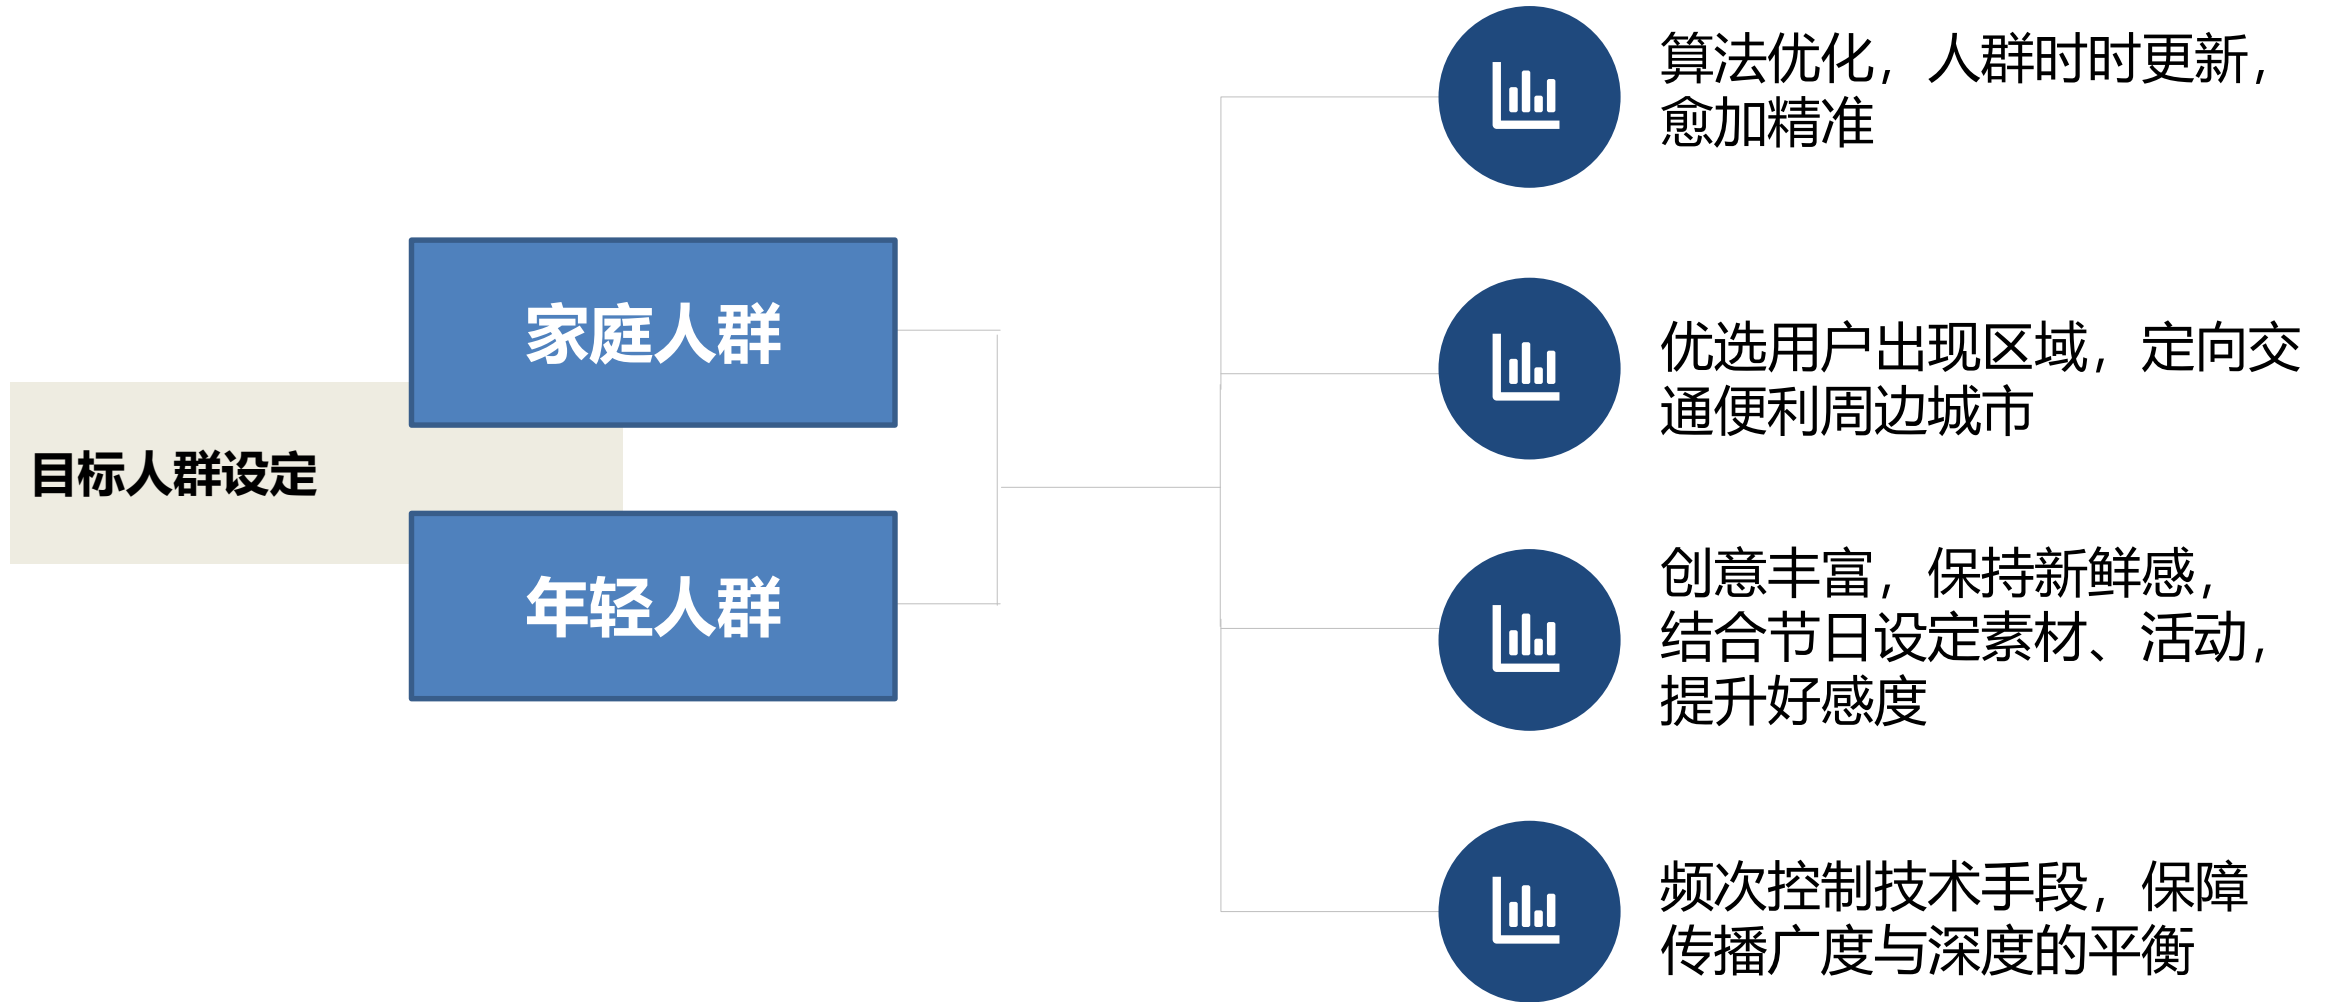 目标人群设定
家庭人群
年轻人群
算法优化，人群时时更新，
愈加精准
优选用户出现区域，定向交
通便利周边城市
创意丰富，保持新鲜感，
结合节日设定素材、活动，
提升好感度
频次控制技术手段，保障
传播广度与深度的平衡